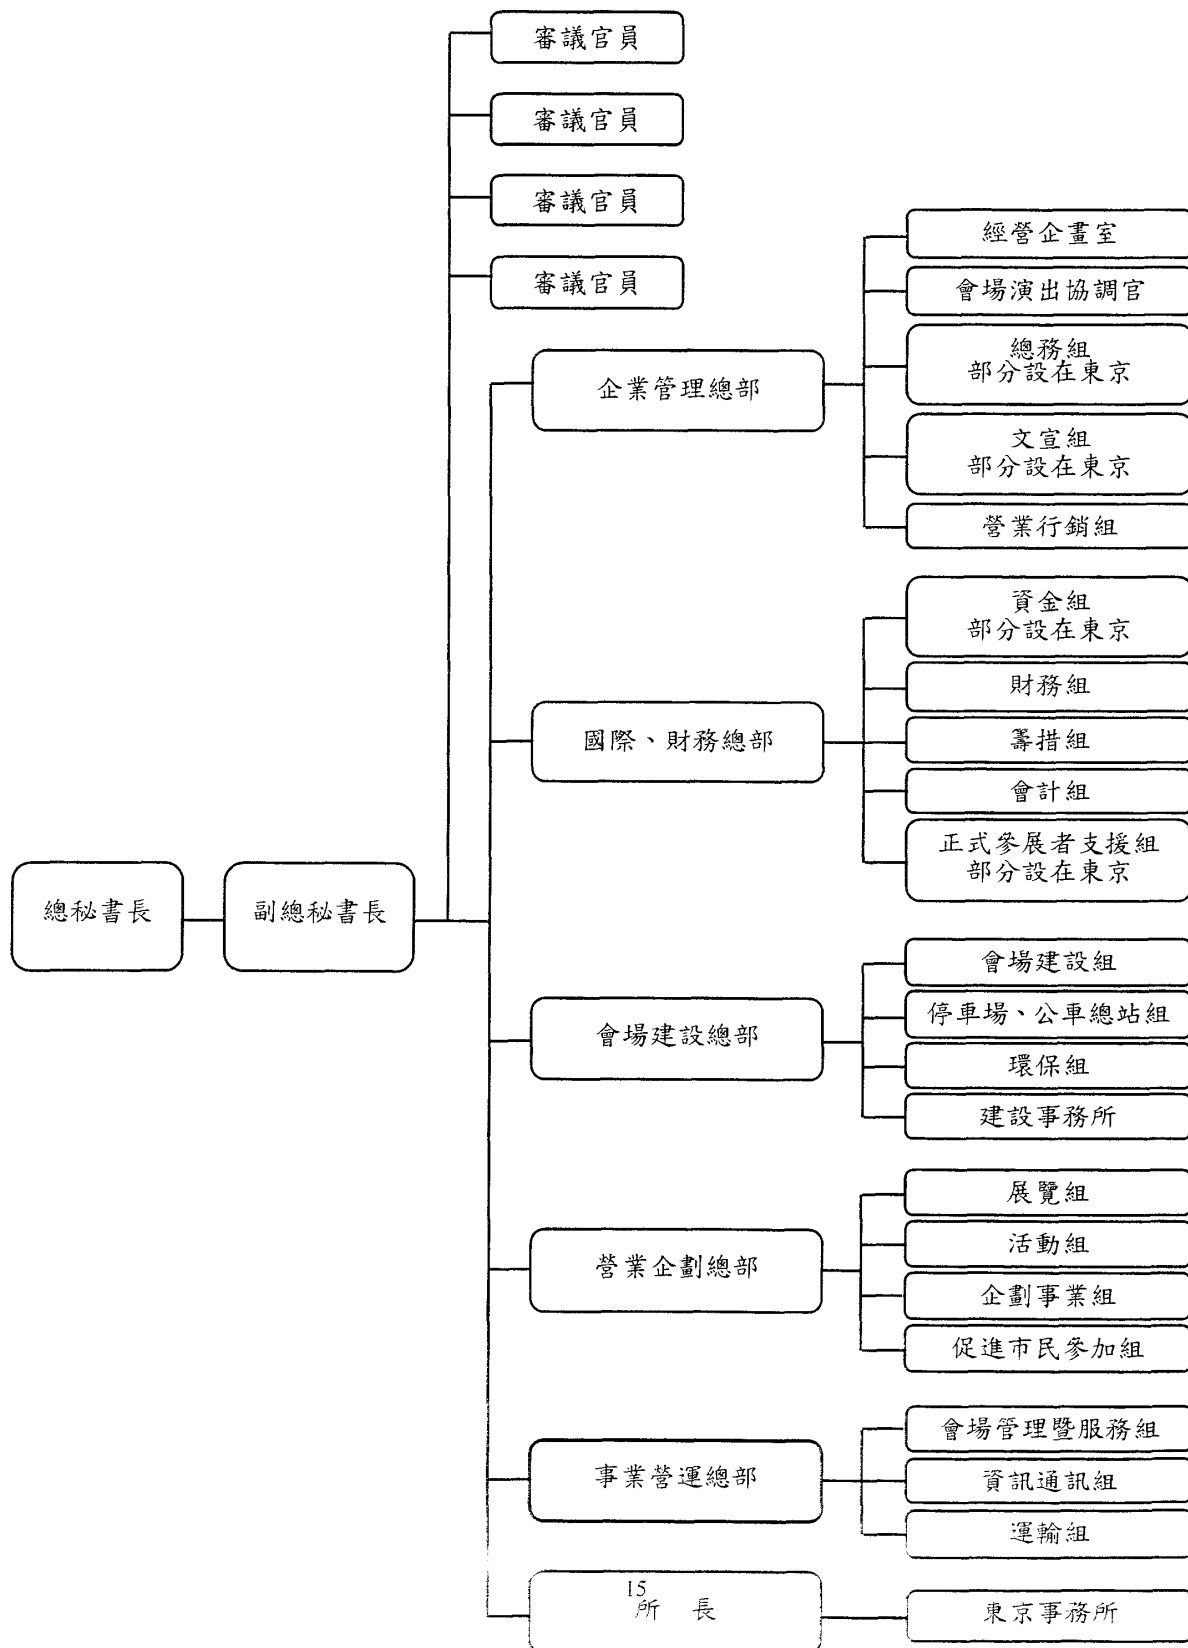 審議官員
審議官員
審議官員
審議官員
經營企畫室
會場演出協調官
總務組
部分設在東京
企業管理總部
文宣組
部分設在東京
營業行銷組
資金組
部分設在東京
財務組
國際、財務總部
籌措組
會計組
正式參展者支援組
部分設在東京
總秘書長
副總秘書長
會場建設組
停車場、公車總站組
會場建設總部
環保組
建設事務所
展覽組
活動組
營業企劃總部
企劃事業組
促進市民參加組
會場管理暨服務組
事業營運總部
資訊通訊組
運輸組
15
所 長
東京事務所